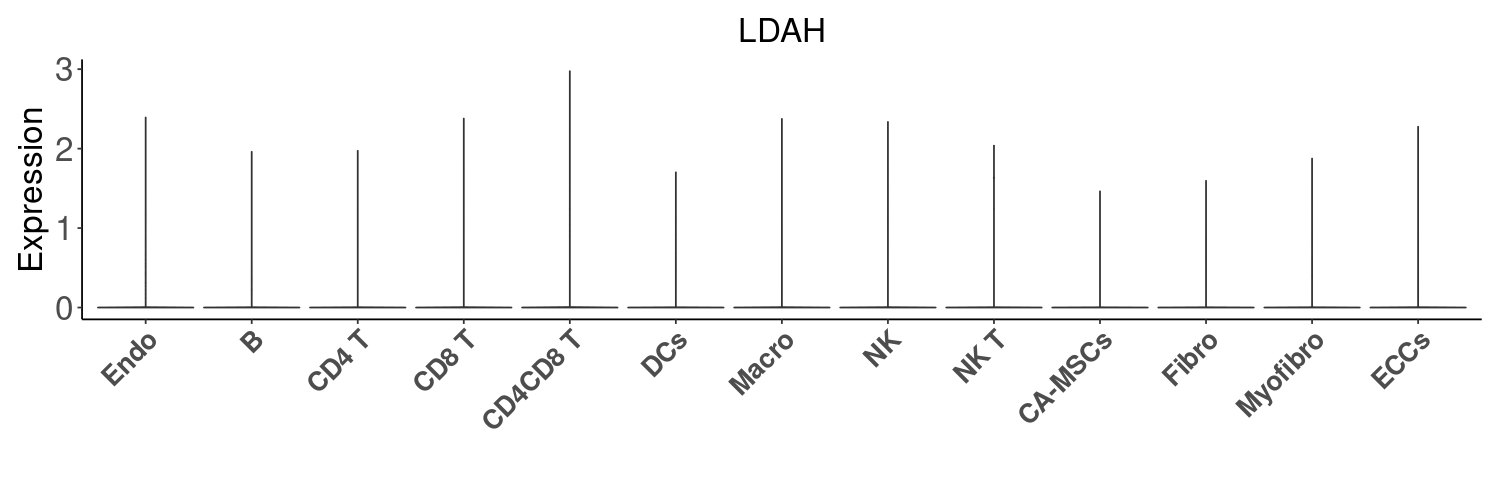 LDAH
Expression
3
2
1
0
Endo
B
CD4 T
CD8 T
CD4CD8 T
DCs
Macro
NK
NK T
CA-MSCs
Fibro
Myofibro
ECCs